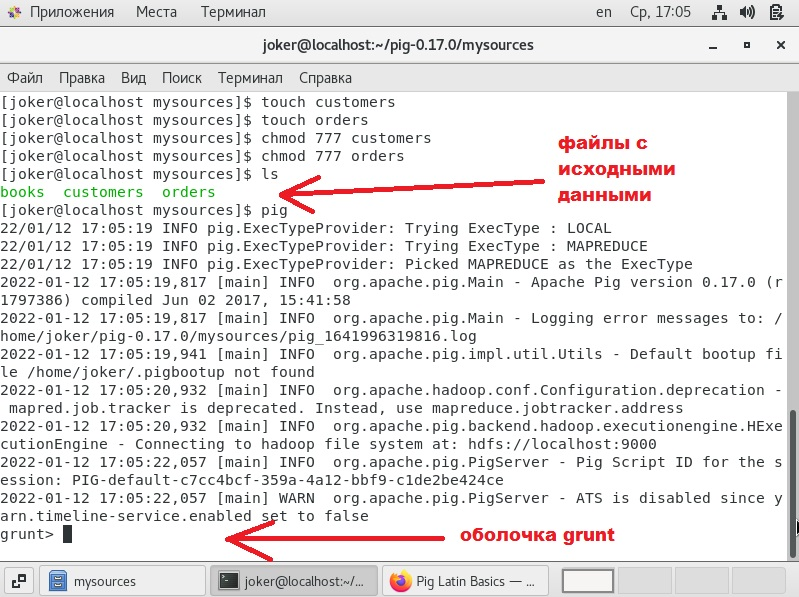 Приложения Места Терминал en Ср, 17:05
joker@localhost:~/pig-0.17.0/mysources
Файл Правка Вид Поиск Терминал Справка
[joker@localhost mysources]$ touch customers
[joker@localhost mysources]$ touch orders
[joker@localhost mysources]$ chmod 777 customers
[joker@localhost mysources]$ chmod 777 orders
[joker@localhost mysources]$ ls
books  customers  orders
[joker@localhost mysources]$ pig
файлы с
исходными
данными
22/01/12 17:05:19 INFO pig.ExecTypeProvider: Trying ExecType : LOCAL
22/01/12 17:05:19 INFO pig.ExecTypeProvider: Trying ExecType : MAPREDUCE
22/01/12 17:05:19 INFO pig.ExecTypeProvider: Picked MAPREDUCE as the ExecType
2022-01-12 17:05:19,817 [main] INFO  org.apache.pig.Main - Apache Pig version 0.17.0 (r
1797386) compiled Jun 02 2017, 15:41:58
2022-01-12 17:05:19,817 [main] INFO  org.apache.pig.Main - Logging error messages to: /
home/joker/pig-0.17.0/mysources/pig_1641996319816.log
2022-01-12 17:05:19,941 [main] INFO  org.apache.pig.impl.util.Utils - Default bootup fi
le /home/joker/.pigbootup not found
2022-01-12 17:05:20,932 [main] INFO  org.apache.hadoop.conf.Configuration.deprecation -
 mapred.job.tracker is deprecated. Instead, use mapreduce.jobtracker.address
2022-01-12 17:05:20,932 [main] INFO  org.apache.pig.backend.hadoop.executionengine.HExe
cutionEngine - Connecting to hadoop file system at: hdfs://localhost:9000
2022-01-12 17:05:22,057 [main] INFO  org.apache.pig.PigServer - Pig Script ID for the s
ession: PIG-default-c7cc4bcf-359a-4a12-bbf9-c1de2be424ce
2022-01-12 17:05:22,057 [main] WARN  org.apache.pig.PigServer - ATS is disabled since y
arn.timeline-service.enabled set to false
grunt>
оболочка grunt
mysources joker@localhost:~/... Pig Latin Basics — ...